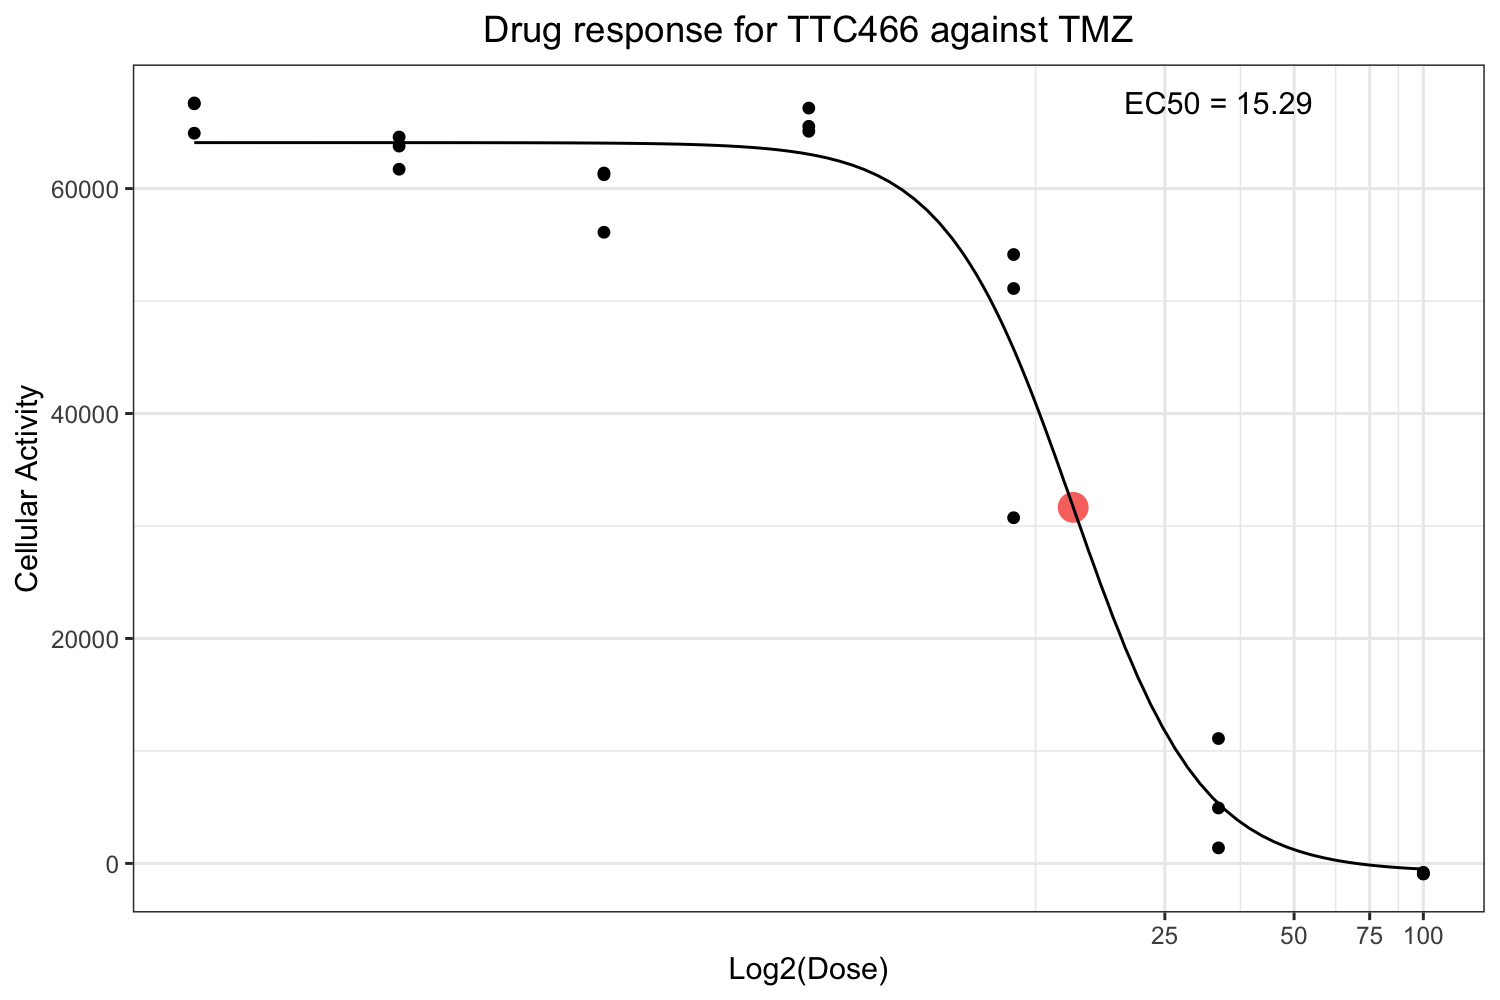 Drug response for TTC466 against TMZ
EC50 = 15.29
Cellular Activity
60000
40000
20000
0
25 50 75 100
Log2(Dose)